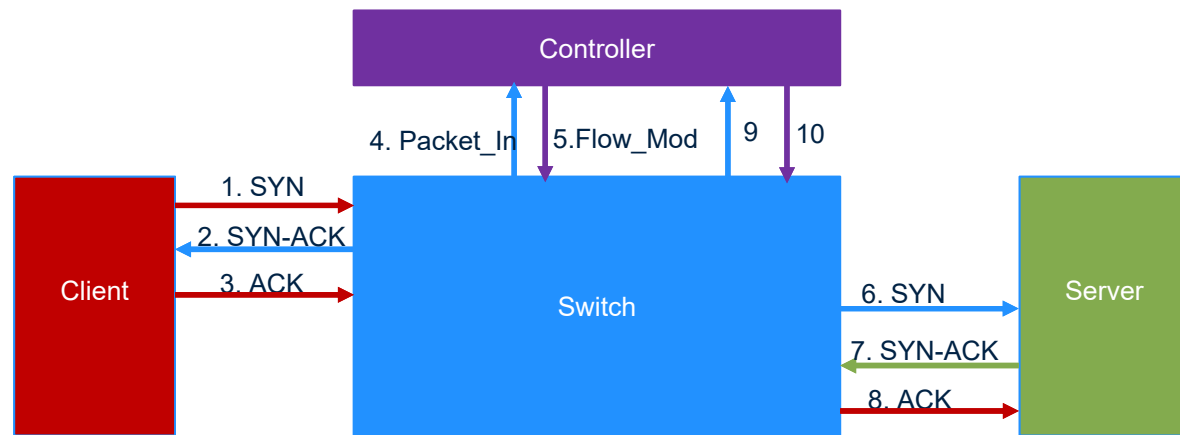 Controller
4. Packet_In
5.Flow_Mod
9
10
1. SYN
2. SYN-ACK
3. ACK
Client
Switch
6. SYN
7. SYN-ACK
8. ACK
Server